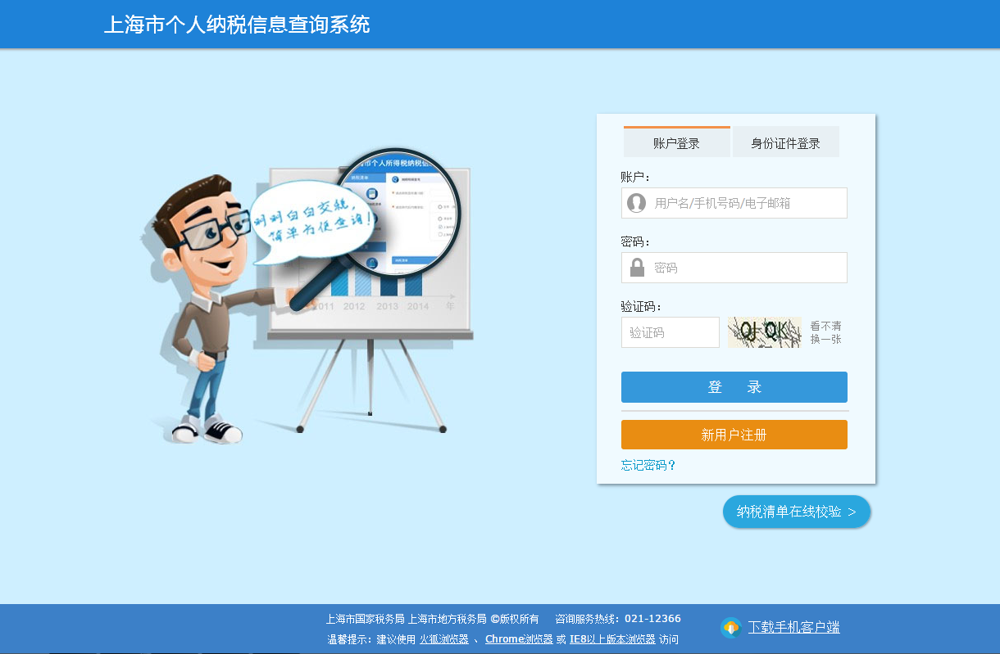 上海市个人纳税信息查询系统
账户登录
身份证件登录
账户：
用户名/手机号码/电子邮箱
密码：
密码
验证码：
验证码
QJ QK
看不清
换一张
登 录
新用户注册
忘记密码？
纳税清单在线校验 >
市个人所得税纳税信
纳税清单
明明白白交税，
简单方便查询！
2011 2012 2013 2014 年
上海市国家税务局 上海市地方税务局 ©版权所有 咨询服务热线：021-12366
温馨提示：建议使用 火狐浏览器 、 Chrome浏览器 或 IE8以上版本浏览器 访问
下载手机客户端